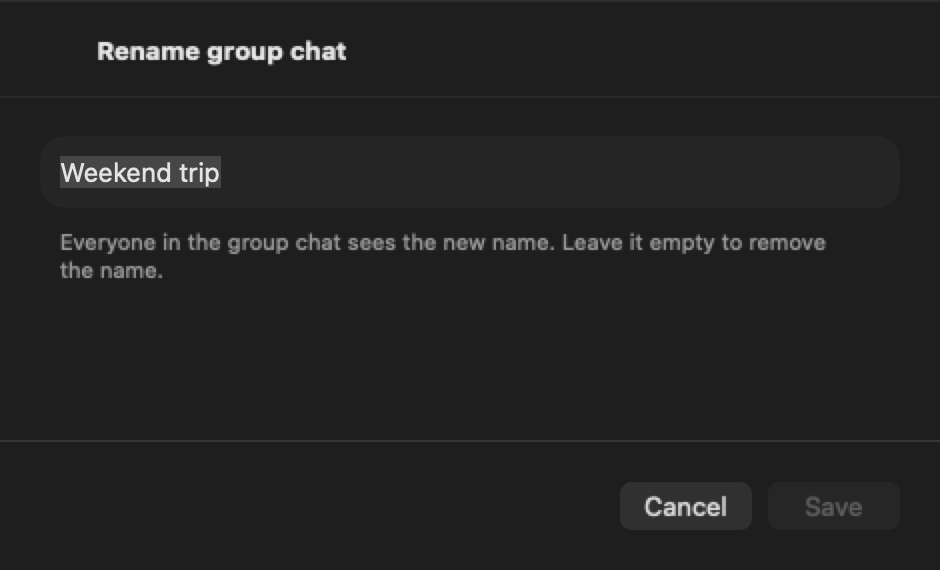 Rename group chat
Weekend trip
Everyone in the group chat sees the new name. Leave it empty to remove
the name.
Cancel
Save